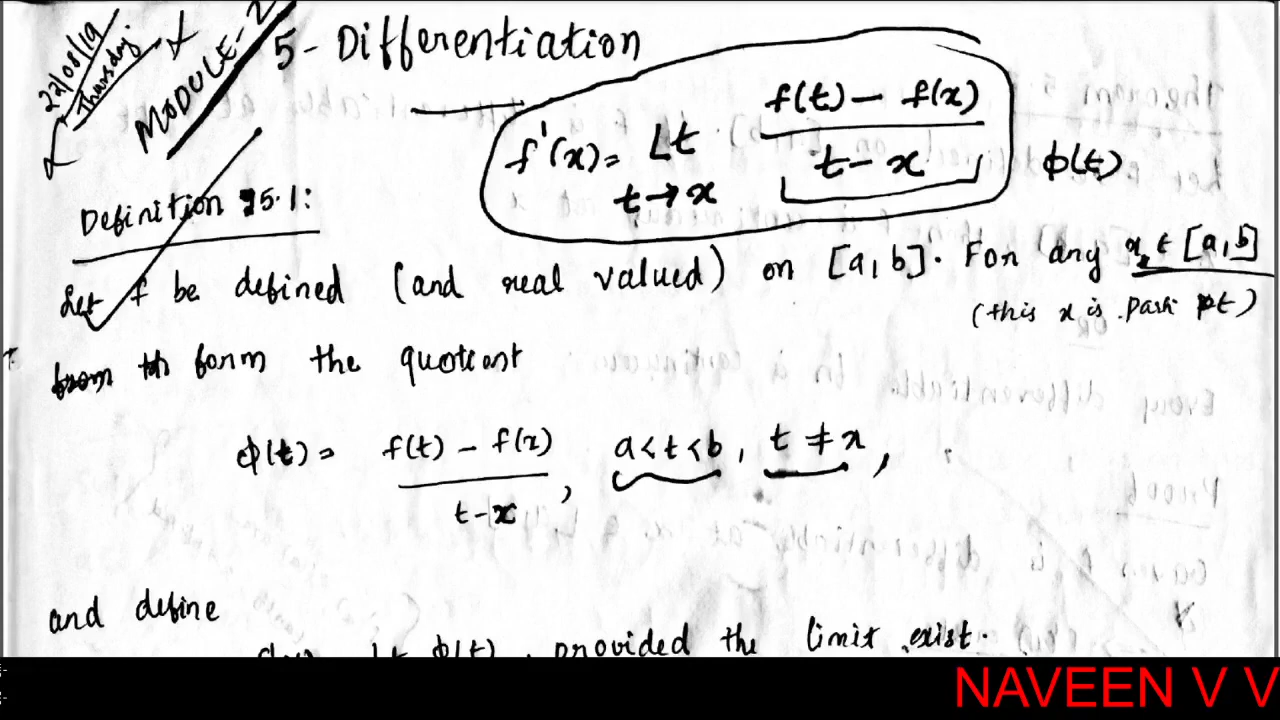 22/08/19
Thursday
MODULE-2
5-Differentiation
f'(x) = Lt t→x f(t) - f(x) / t - x
φ(t)
Definition 5.1:
Let f be defined (and real valued) on [a, b]. For any x ∈ [a, b]
(this x is pt)
form the quotient
φ(t) = f(t) - f(x) / t - x, a < t < b, t ≠ x,
and define
Lt φ(t), provided the limit exist.
NAVEEN V V